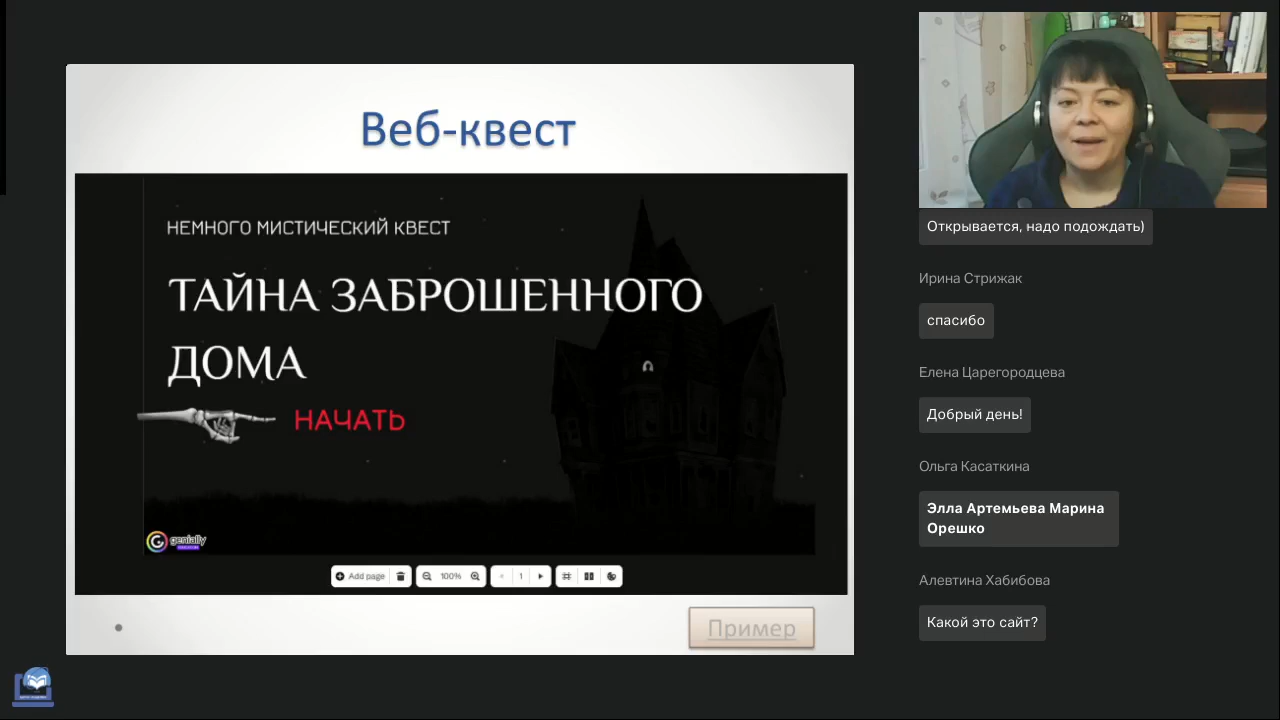 Веб-квест
НЕМНОГО МИСТИЧЕСКИЙ КВЕСТ
ТАЙНА ЗАБРОШЕННОГО
ДОМА
НАЧАТЬ
genially
Add page
100%
1
Пример
Открывается, надо подождать)
Ирина Стрижак
спасибо
Елена Царегородцева
Добрый день!
Ольга Касаткина
Элла Артемьева Марина
Орешко
Алевтина Хабибова
Какой это сайт?